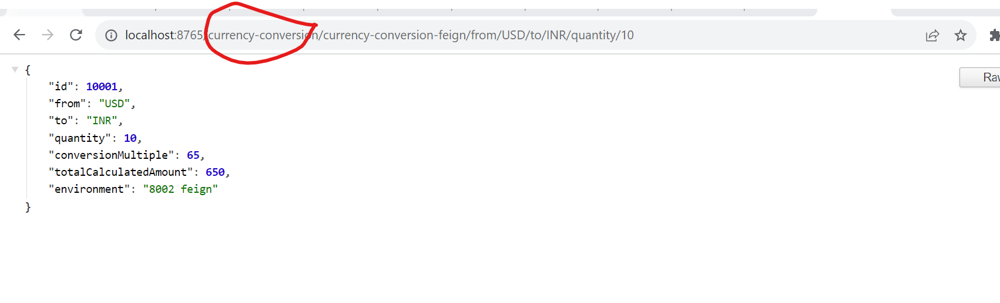 localhost:8765/currency-conversion/currency-conversion-feign/from/USD/to/INR/quantity/10
{
"id": 10001,
"from": "USD",
"to": "INR",
"quantity": 10,
"conversionMultiple": 65,
"totalCalculatedAmount": 650,
"environment": "8002 feign"
}